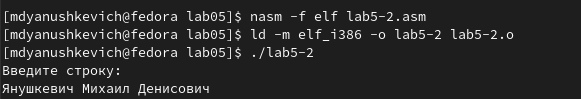 [mdyanushkevich@fedora lab05]$ nasm -f elf lab5-2.asm
[mdyanushkevich@fedora lab05]$ ld -m elf_i386 -o lab5-2 lab5-2.o
[mdyanushkevich@fedora lab05]$ ./lab5-2
Введите строку:
Янушкевич Михаил Денисович